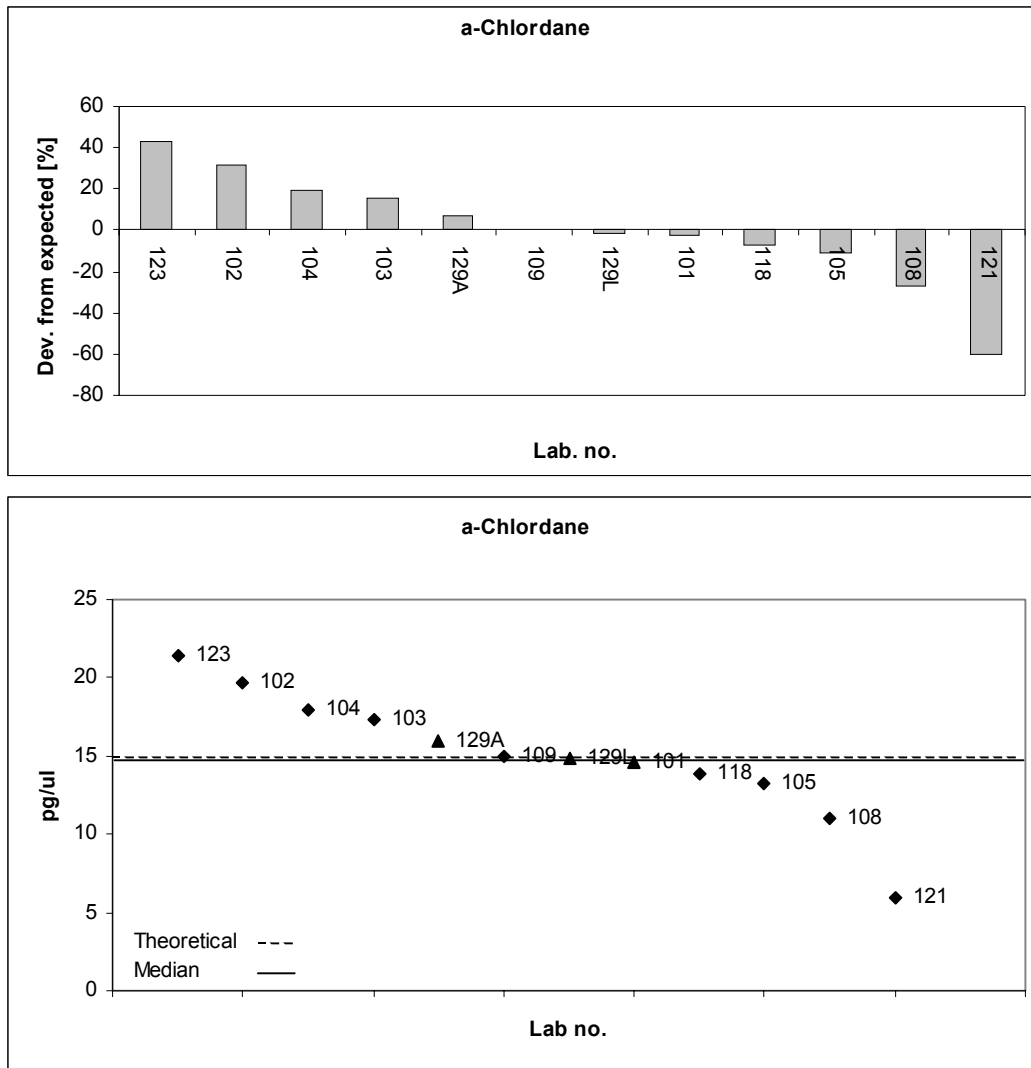 a-Chlordane
Dev. from expected [%]
60
40
20
0
-20
-40
-60
-80
123 102 104 103 129A 109 129L 101 118 105 108 121
Lab. no.
a-Chlordane
pg/ul
25
20
15
10
5
0
123
102
104
103
129A
109
129L
101
118
105
108
121
Theoretical
Median
Lab no.